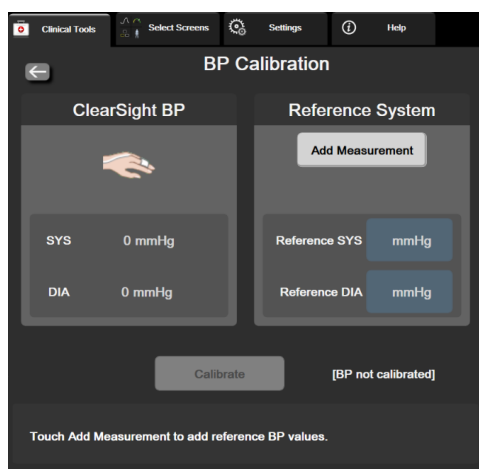 Clinical Tools
Select Screens
Settings
Help
BP Calibration
ClearSight BP
Reference System
Add Measurement
SYS 0 mmHg
Reference SYS mmHg
DIA 0 mmHg
Reference DIA mmHg
Calibrate
[BP not calibrated]
Touch Add Measurement to add reference BP values.